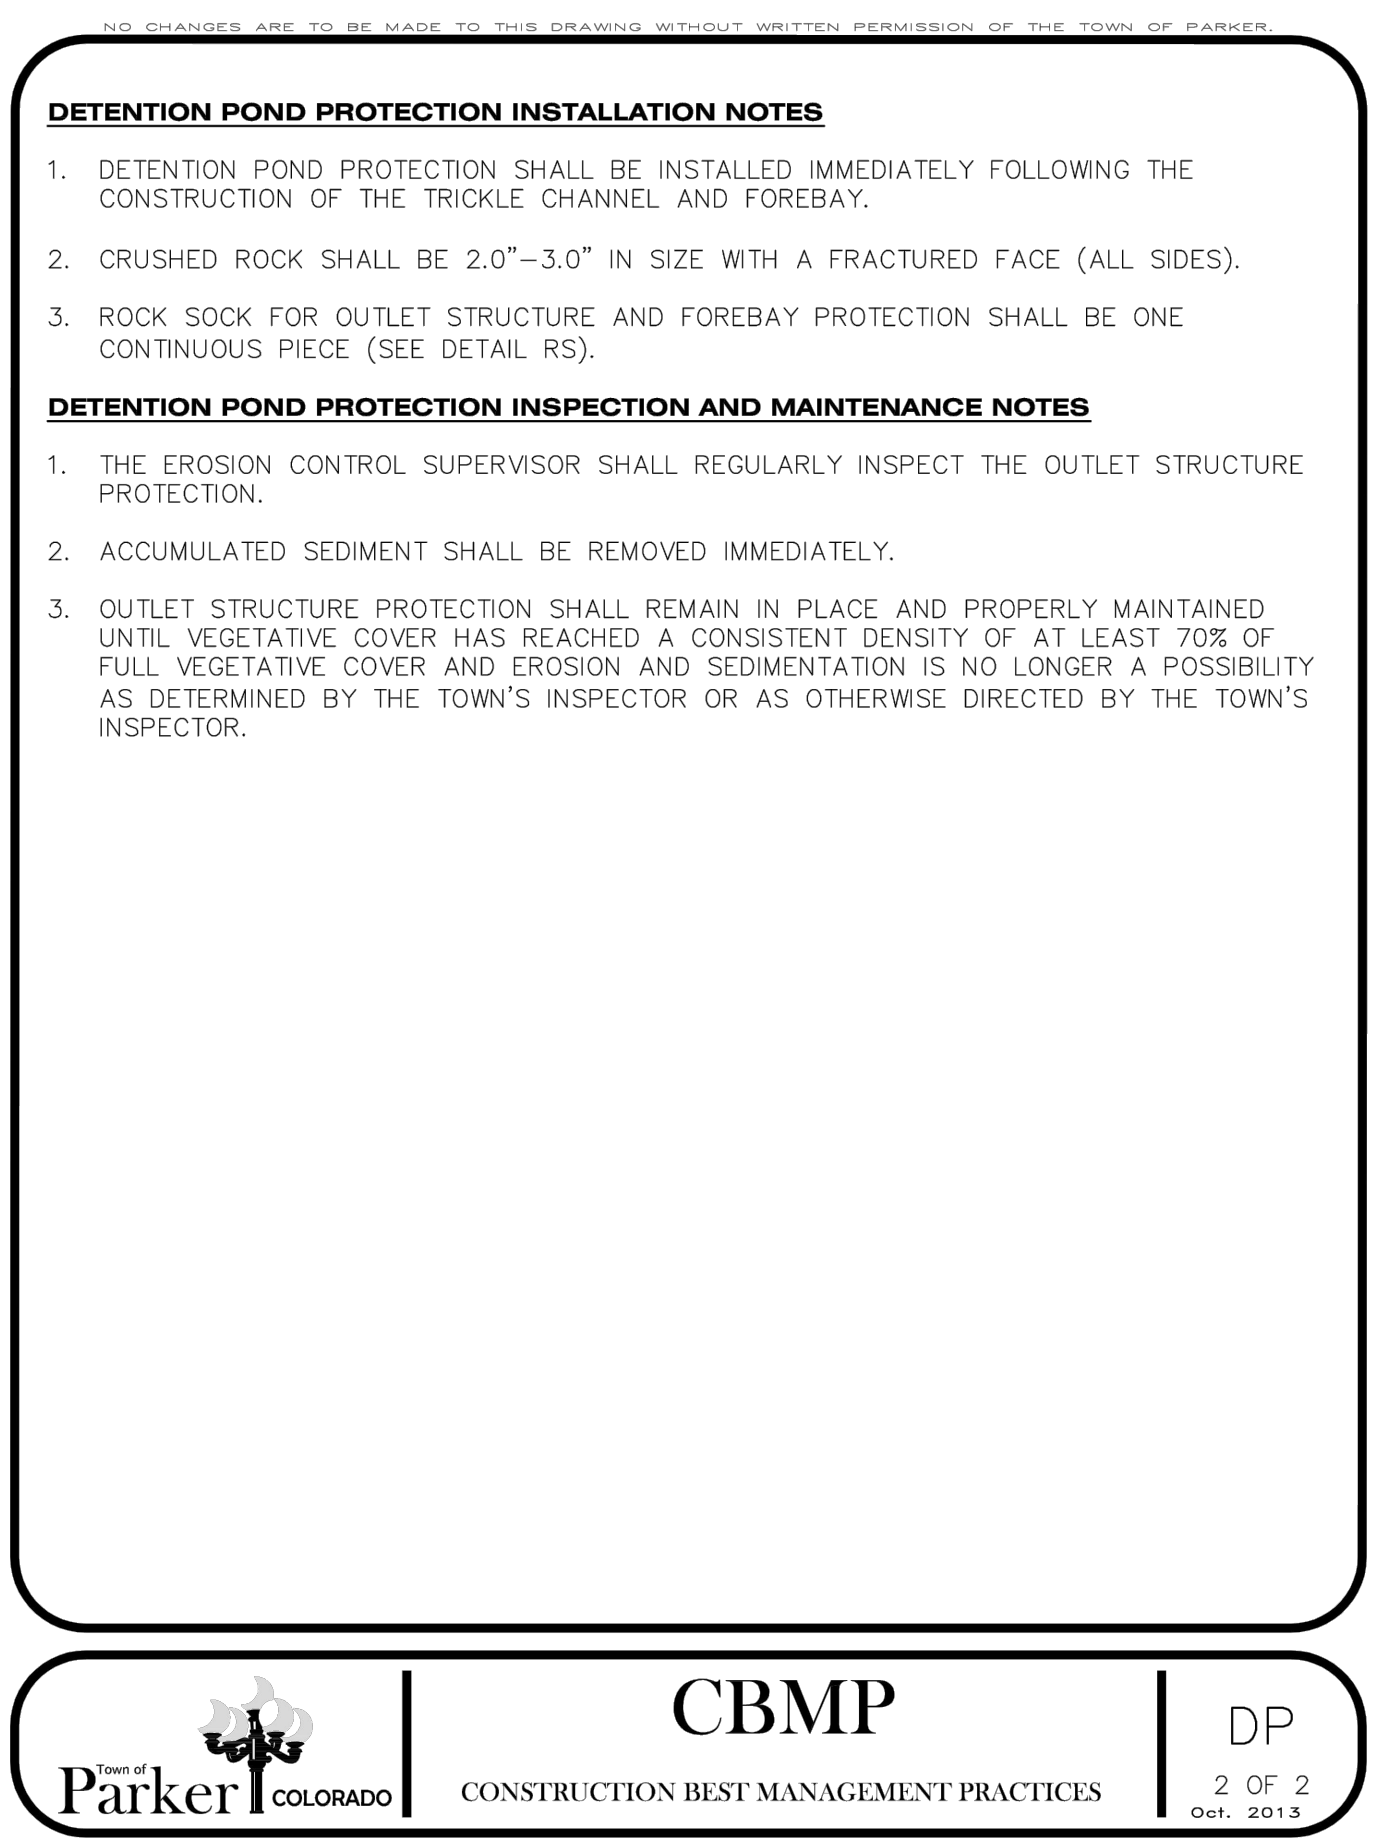 NO CHANGES ARE TO BE MADE TO THIS DRAWING WITHOUT WRITTEN PERMISSION OF THE TOWN OF PARKER.
DETENTION POND PROTECTION INSTALLATION NOTES
1. DETENTION POND PROTECTION SHALL BE INSTALLED IMMEDIATELY FOLLOWING THE
CONSTRUCTION OF THE TRICKLE CHANNEL AND FOREBAY.
2. CRUSHED ROCK SHALL BE 2.0”–3.0” IN SIZE WITH A FRACTURED FACE (ALL SIDES).
3. ROCK SOCK FOR OUTLET STRUCTURE AND FOREBAY PROTECTION SHALL BE ONE
CONTINUOUS PIECE (SEE DETAIL RS).
DETENTION POND PROTECTION INSPECTION AND MAINTENANCE NOTES
1. THE EROSION CONTROL SUPERVISOR SHALL REGULARLY INSPECT THE OUTLET STRUCTURE
PROTECTION.
2. ACCUMULATED SEDIMENT SHALL BE REMOVED IMMEDIATELY.
3. OUTLET STRUCTURE PROTECTION SHALL REMAIN IN PLACE AND PROPERLY MAINTAINED
UNTIL VEGETATIVE COVER HAS REACHED A CONSISTENT DENSITY OF AT LEAST 70% OF
FULL VEGETATIVE COVER AND EROSION AND SEDIMENTATION IS NO LONGER A POSSIBILITY
AS DETERMINED BY THE TOWN’S INSPECTOR OR AS OTHERWISE DIRECTED BY THE TOWN’S
INSPECTOR.
Town of
Parker COLORADO
CBMP
CONSTRUCTION BEST MANAGEMENT PRACTICES
DP
2 OF 2
Oct. 2013